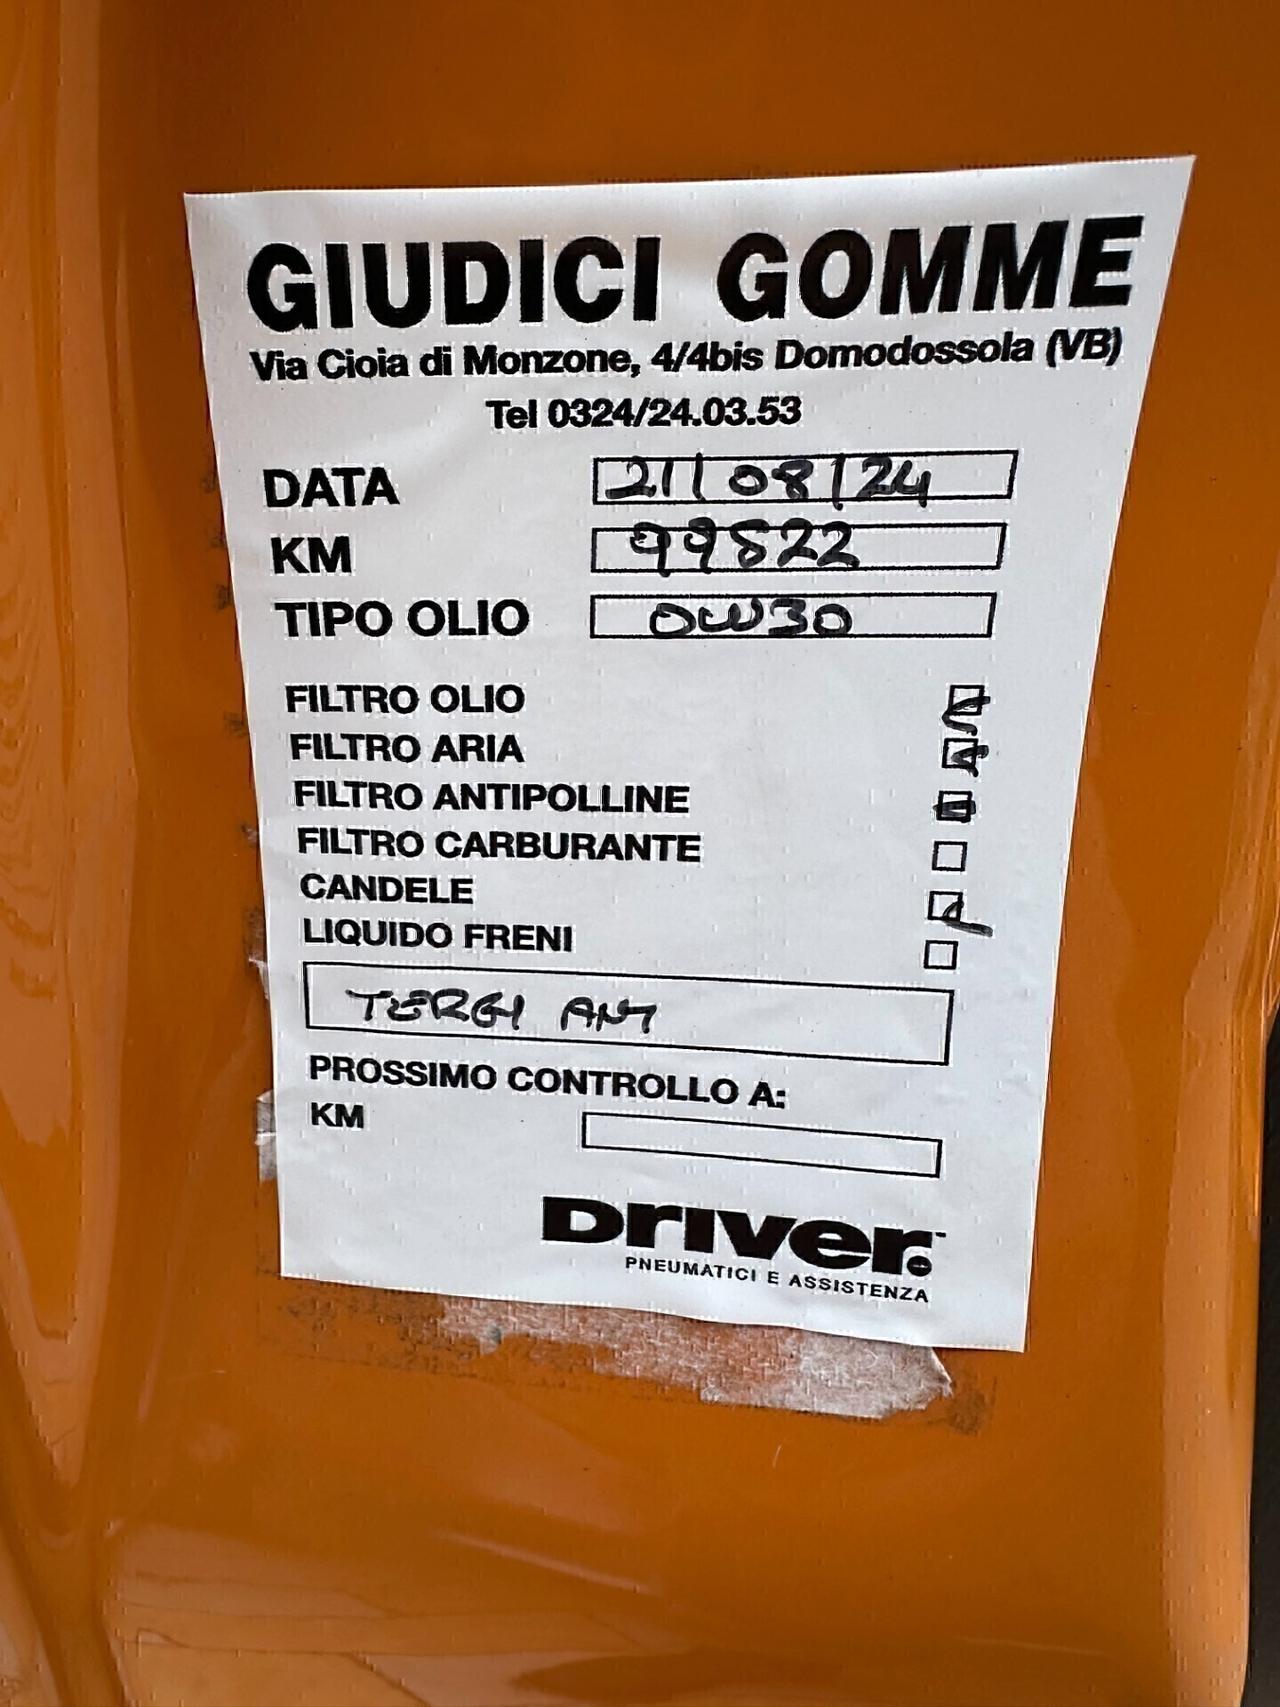 GIUDICI GOMME
Via Cioia di Monzone, 4/4bis Domodossola (VB)
Tel 0324/24.03.53
DATA 21/08/24
KM 99822
TIPO OLIO 0W30
FILTRO OLIO
FILTRO ARIA
FILTRO ANTIPOLLINE
FILTRO CARBURANTE
CANDELE
LIQUIDO FRENI
TERGI ANT
PROSSIMO CONTROLLO A:
KM
DRIVER
PNEUMATICI E ASSISTENZA